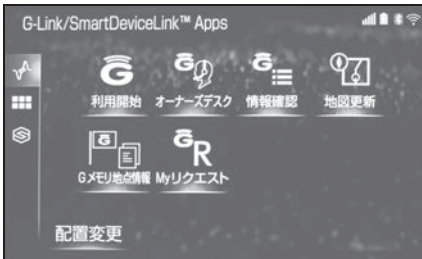 G-Link/SmartDeviceLink™ Apps
利用開始 オーナーズデスク 情報確認 地図更新
Gメモリ地点情報 Myリクエスト
配置変更